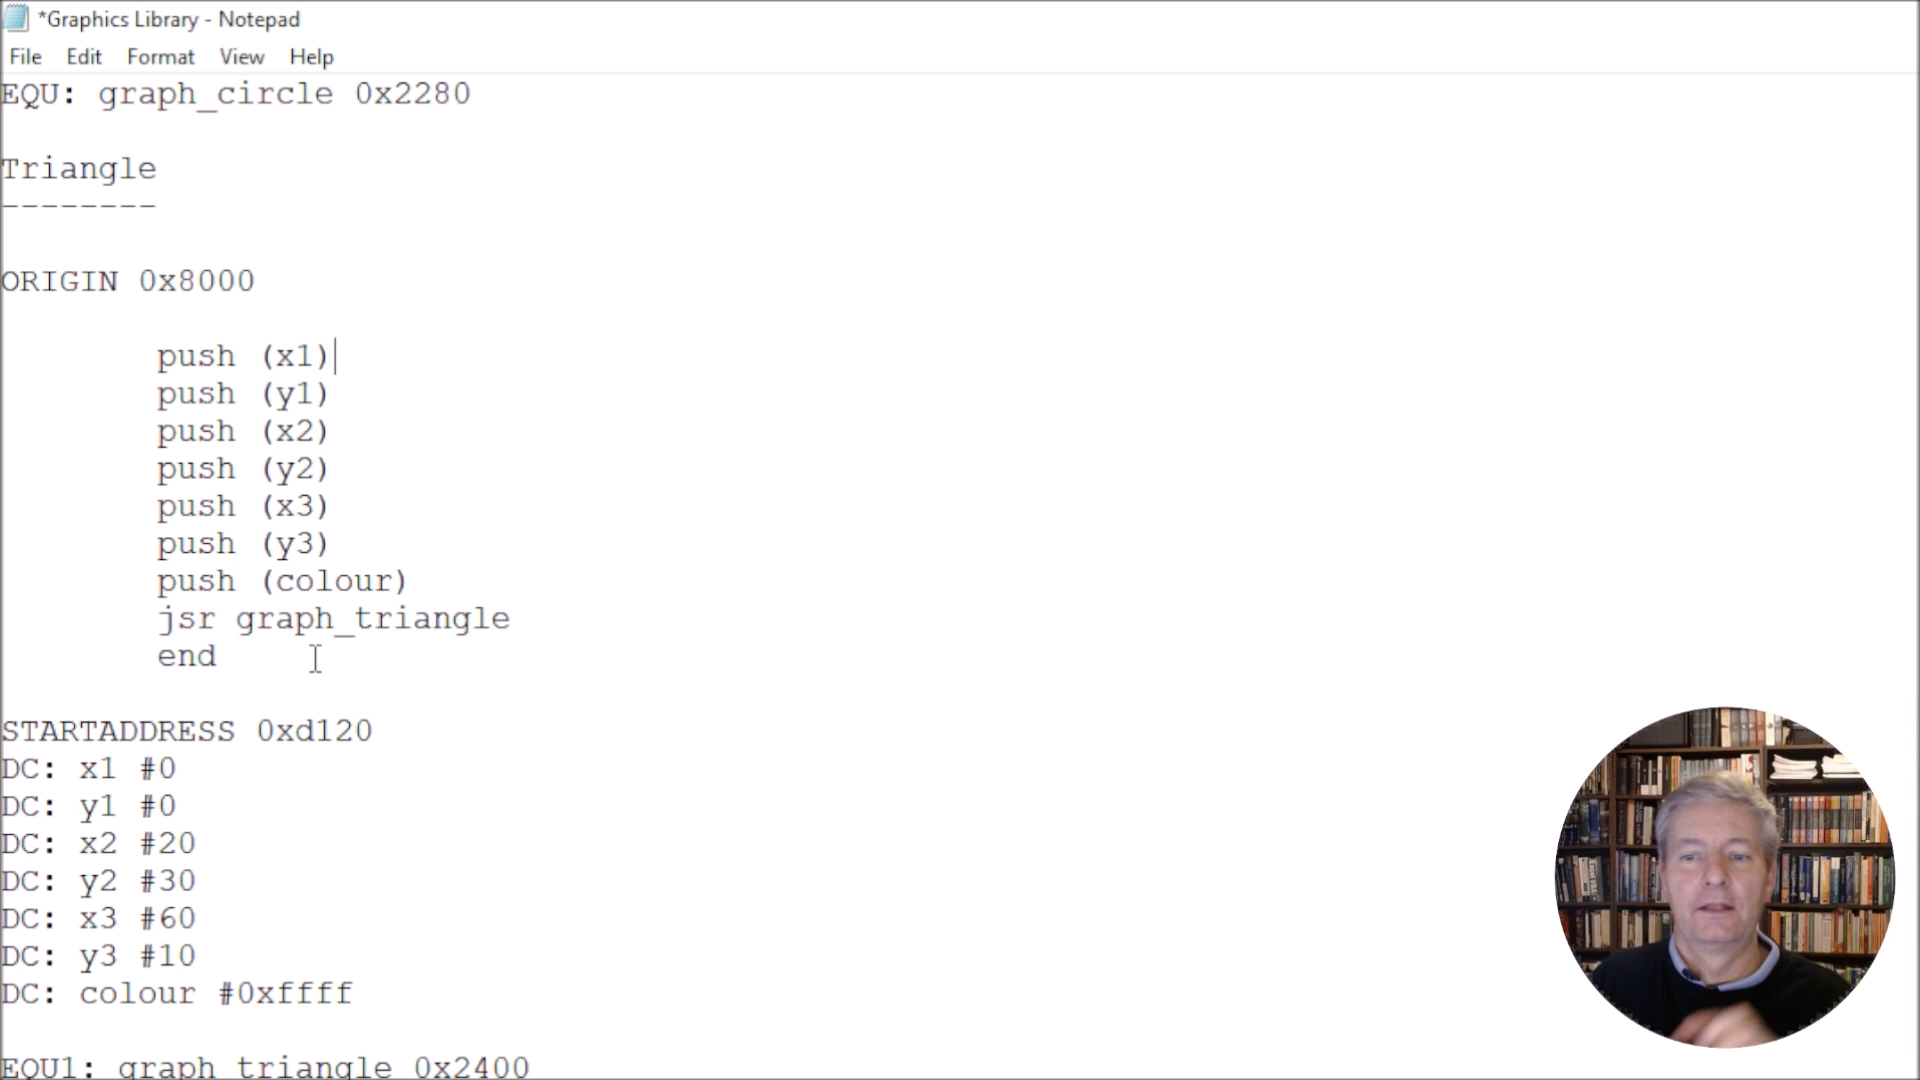 *Graphics Library - Notepad
File Edit Format View Help
EQU: graph_circle 0x2280
Triangle
--------
ORIGIN 0x8000
push (x1)
push (y1)
push (x2)
push (y2)
push (x3)
push (y3)
push (colour)
jsr graph_triangle
end
STARTADDRESS 0xd120
DC: x1 #0
DC: y1 #0
DC: x2 #20
DC: y2 #30
DC: x3 #60
DC: y3 #10
DC: colour #0xffff
EQU1: graph_triangle 0x2400